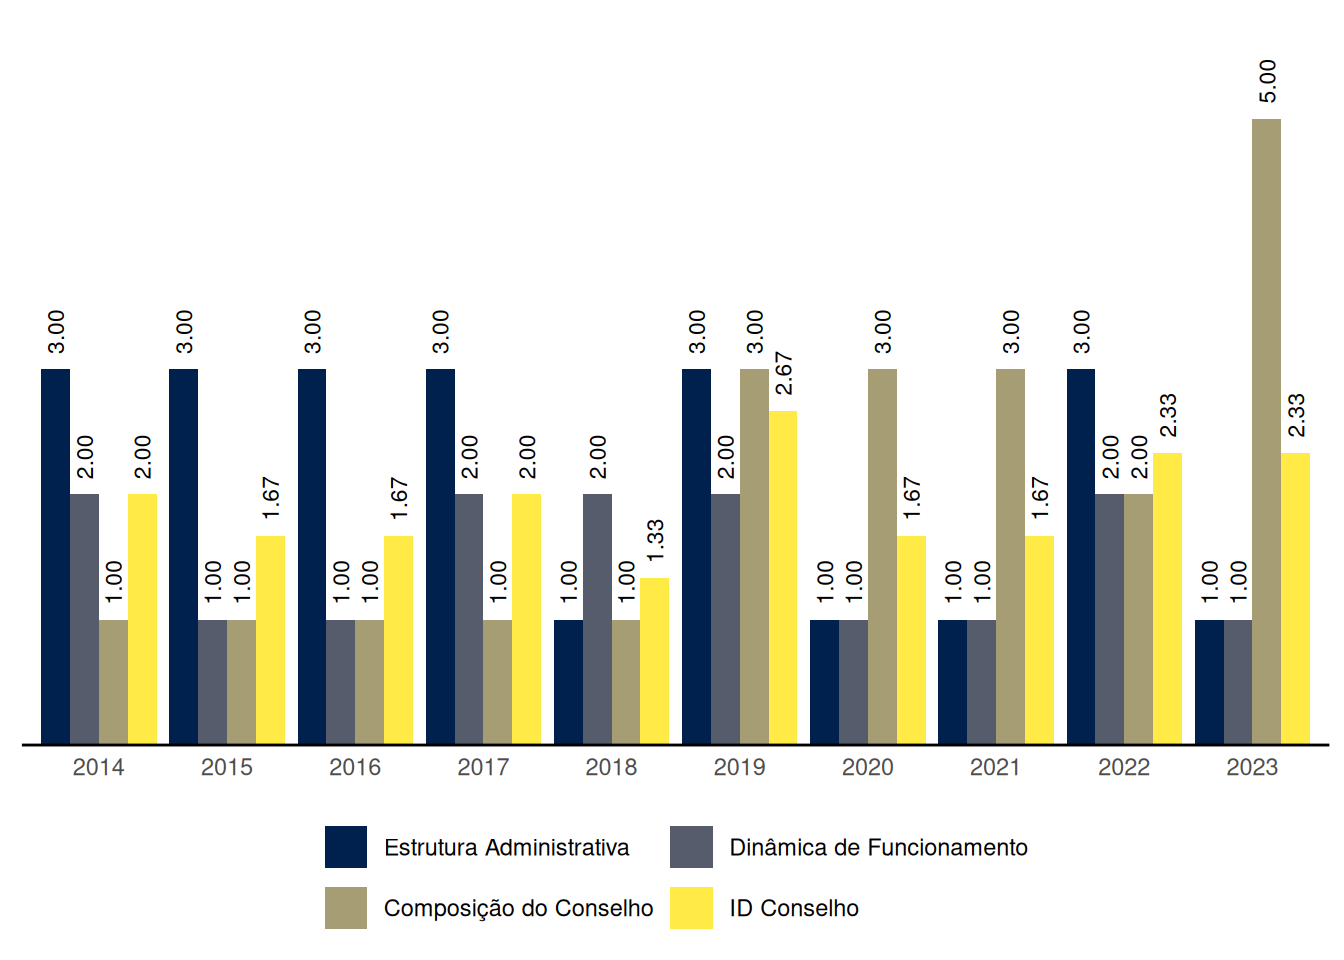 3.00 2.00 1.00 2.00
3.00 1.00 1.00 1.67
3.00 1.00 1.00 1.67
3.00 2.00 1.00 2.00
1.00 2.00 1.00 1.33
3.00 2.00 3.00 2.67
1.00 1.00 3.00 1.67
1.00 1.00 3.00 1.67
3.00 2.00 2.00 2.33
1.00 1.00 5.00 2.33
2014 2015 2016 2017 2018 2019 2020 2021 2022 2023
Estrutura Administrativa Dinâmica de Funcionamento
Composição do Conselho ID Conselho